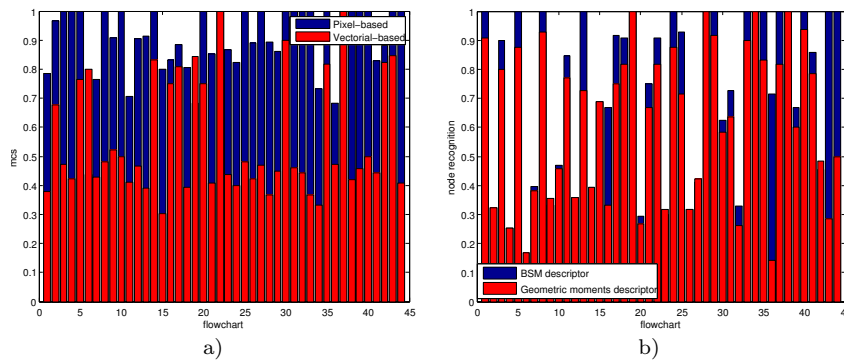 1
0.9
0.8
0.7
0.6
0.5
0.4
0.3
0.2
0.1
0
mcs
0 5 10 15 20 25 30 35 40 45
flowchart
Pixel-based
Vectorial-based
a)
1
0.9
0.8
0.7
0.6
0.5
0.4
0.3
0.2
0.1
0
node recognition
0 5 10 15 20 25 30 35 40 45
flowchart
BSM descriptor
Geometric moments descriptor
b)